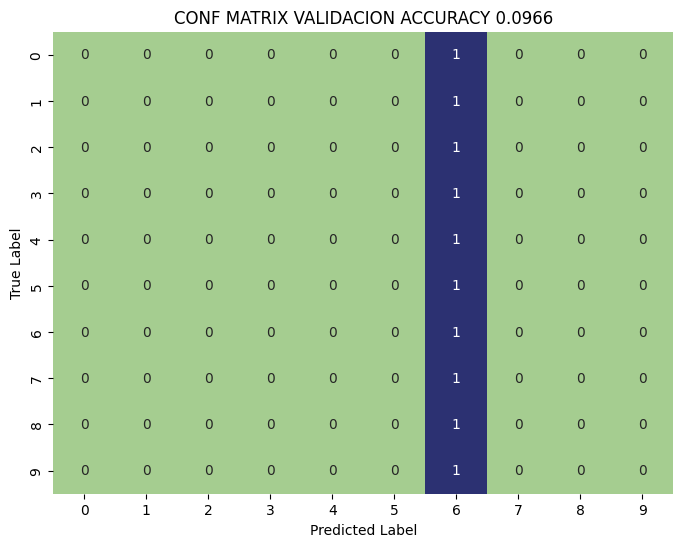 CONF MATRIX VALIDACION ACCURACY 0.0966
0 0 0 0 0 0 0 1 0 0 0
1 0 0 0 0 0 0 1 0 0 0
2 0 0 0 0 0 0 1 0 0 0
3 0 0 0 0 0 0 1 0 0 0
4 0 0 0 0 0 0 1 0 0 0
5 0 0 0 0 0 0 1 0 0 0
6 0 0 0 0 0 0 1 0 0 0
7 0 0 0 0 0 0 1 0 0 0
8 0 0 0 0 0 0 1 0 0 0
9 0 0 0 0 0 0 1 0 0 0
True Label
0 1 2 3 4 5 6 7 8 9
Predicted Label